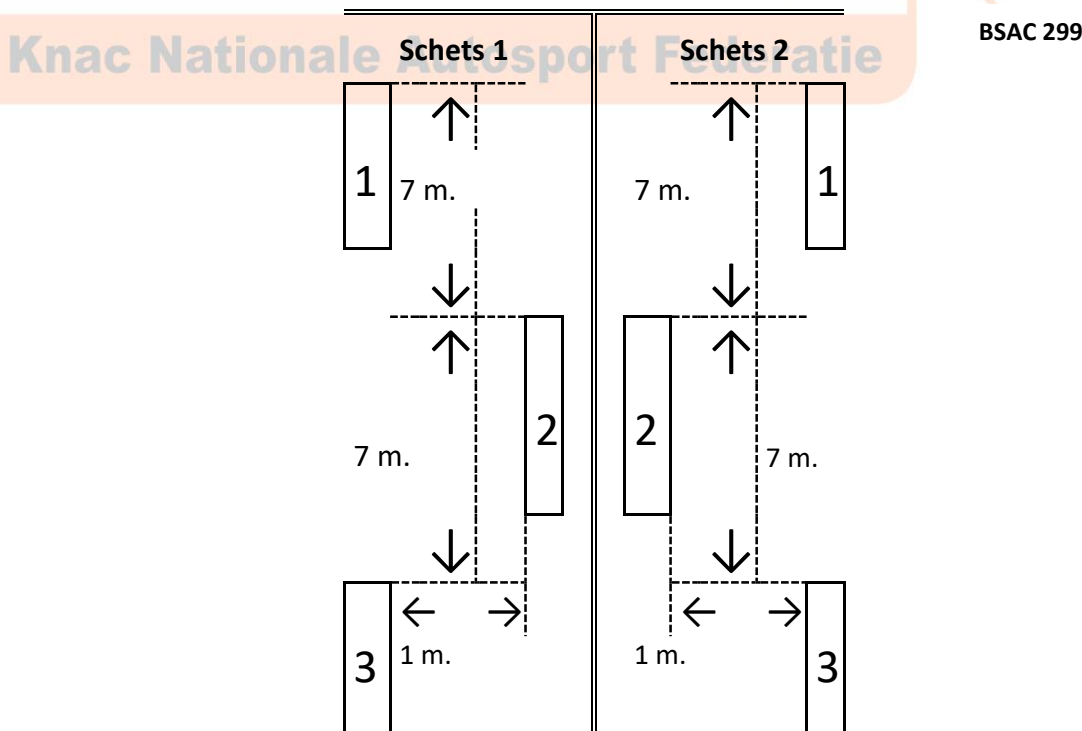 BSAC 299
Knac Nationale Autosport Federatie
Schets 1
Schets 2
1
7 m.
7 m.
1
2
2
7 m.
7 m.
1 m.
1 m.
3
3